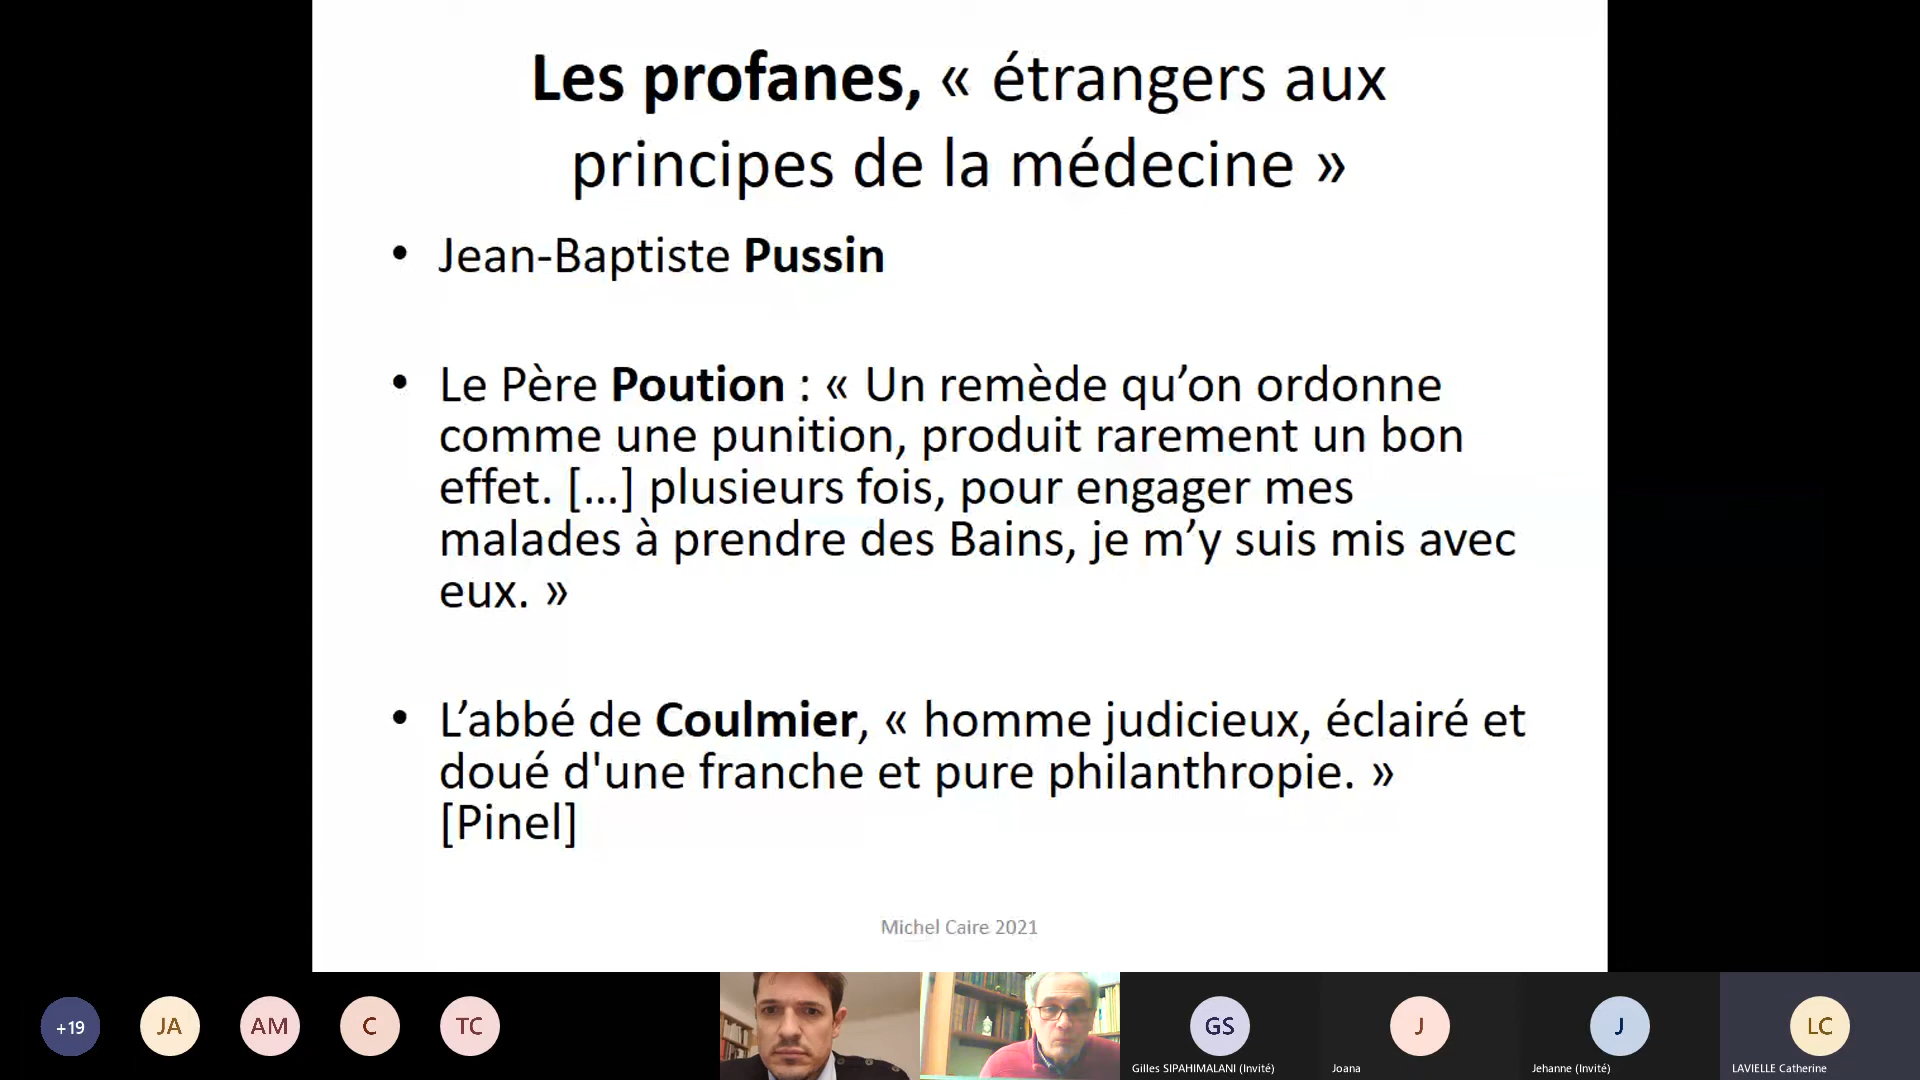 Les profanes, « étrangers aux
principes de la médecine »
• Jean-Baptiste Pussin
• Le Père Poution : « Un remède qu’on ordonne
comme une punition, produit rarement un bon
effet. […] plusieurs fois, pour engager mes
malades à prendre des Bains, je m’y suis mis avec
eux. »
• L’abbé de Coulmier, « homme judicieux, éclairé et
doué d'une franche et pure philanthropie. »
[Pinel]
Michel Caire 2021
+19
JA
AM
C
TC
GS
J
J
LC
Gilles SIPAHIMALANI (Invité)
Joana
Jehanne (Invité)
LAVIELLE Catherine